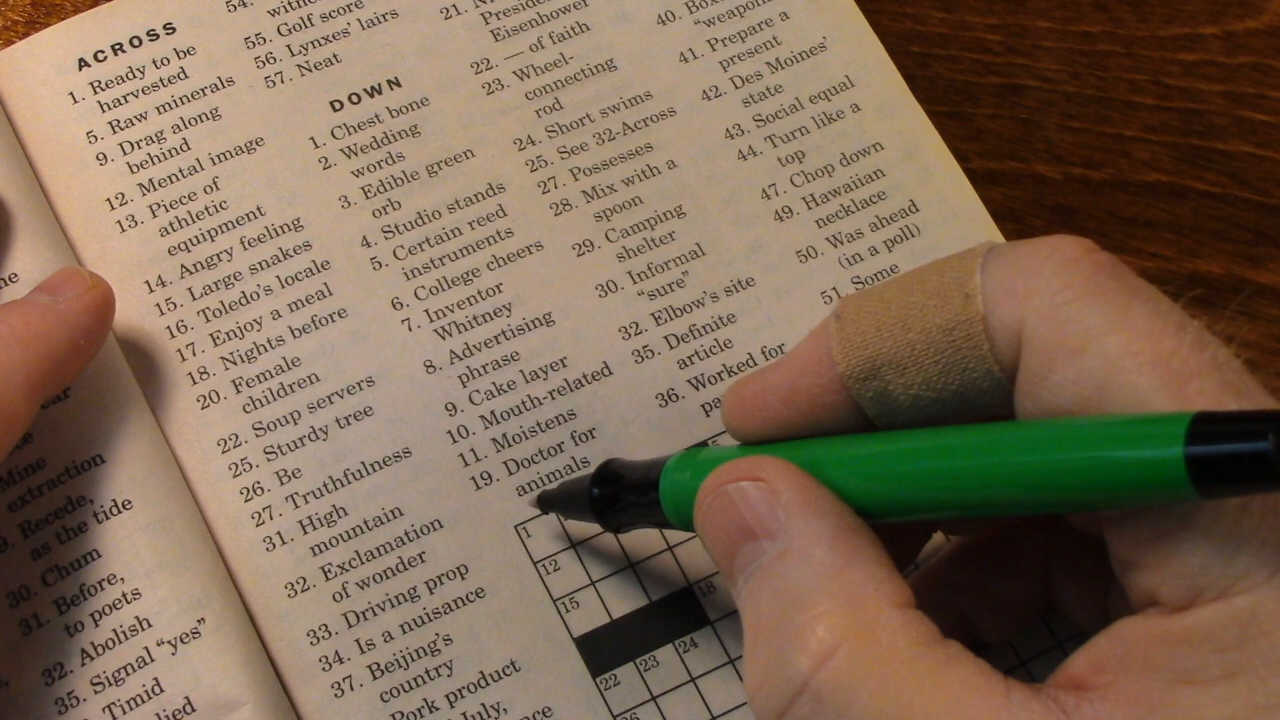 ACROSS
1. Ready to be
harvested
5. Raw minerals
9. Drag along
behind
12. Mental image
13. Piece of
athletic
equipment
14. Angry feeling
15. Large snakes
16. Toledo's locale
17. Enjoy a meal
18. Nights before
20. Female
children
22. Soup servers
25. Sturdy tree
26. Be
27. Truthfulness
31. High
mountain
32. Exclamation
of wonder
33. Driving prop
34. Is a nuisance
37. Beijing's
country
Pork product
July,
54.
55. Golf score
56. Lynxes' lairs
57. Neat
DOWN
1. Chest bone
2. Wedding
words
3. Edible green
orb
4. Studio stands
5. Certain reed
instruments
6. College cheers
7. Inventor
Whitney
8. Advertising
phrase
9. Cake layer
10. Mouth-related
11. Moistens
19. Doctor for
animals
21.
Eisenhower
22. — of faith
23. Wheel-
connecting
rod
24. Short swims
25. See 32-Across
27. Possesses
28. Mix with a
spoon
29. Camping
shelter
30. Informal
"sure"
32. Elbow's site
35. Definite
article
36. Worked for
40.
"weapon
41. Prepare a
present
42. Des Moines'
state
43. Social equal
44. Turn like a
top
47. Chop down
49. Hawaiian
necklace
50. Was ahead
(in a poll)
51. Some
Mine
extraction
Recede,
as the tide
30. Chum
31. Before,
to poets
32. Abolish
35. Signal "yes"
Timid
1
12
15
18
22 23 24
26